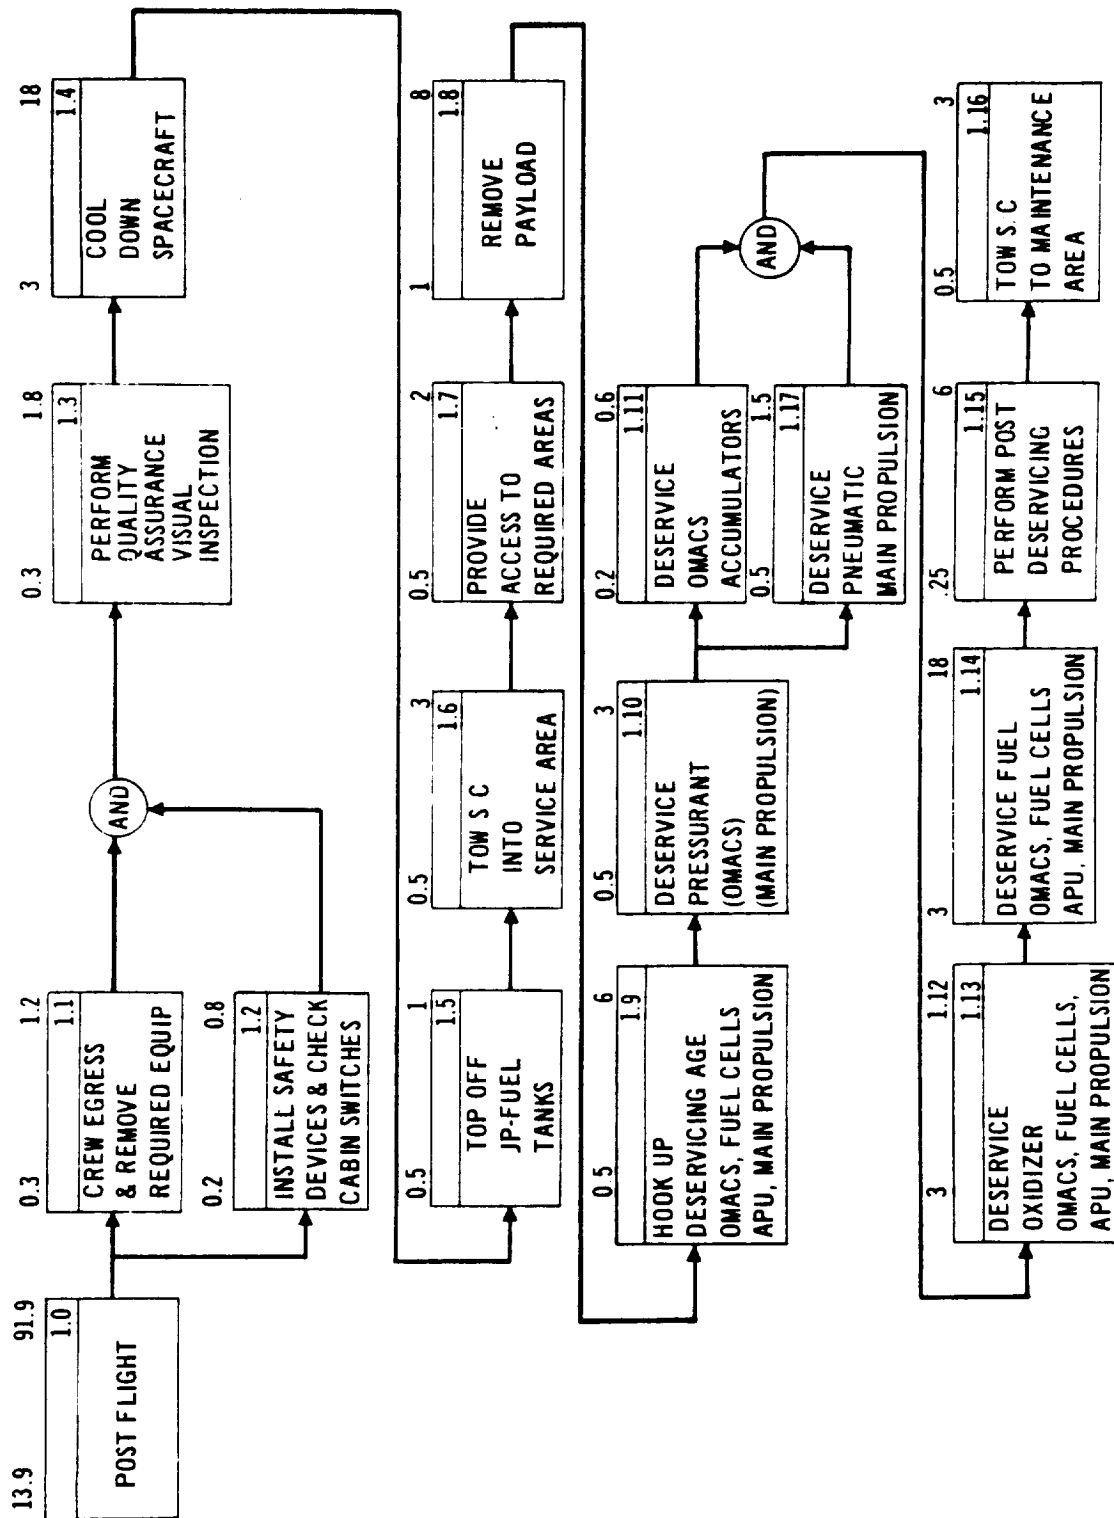 13.9 91.9
1.0
POST FLIGHT
0.3 1.2
1.1
CREW EGRESS
& REMOVE
REQUIRED EQUIP
0.2 0.8
1.2
INSTALL SAFETY
DEVICES & CHECK
CABIN SWITCHES
AND
0.3 1.8
1.3
PERFORM
QUALITY
ASSURANCE
VISUAL
INSPECTION
3 18
1.4
COOL
DOWN
SPACECRAFT
0.5 1
1.5
TOP OFF
JP-FUEL
TANKS
0.5 3
1.6
TOW S C
INTO
SERVICE AREA
0.5 2
1.7
PROVIDE
ACCESS TO
REQUIRED AREAS
1 8
1.8
REMOVE
PAYLOAD
0.5 6
1.9
HOOK UP
DESERVICING AGE
OMACS, FUEL CELLS
APU, MAIN PROPULSION
0.5 3
1.10
DESERVICE
PRESSURANT
(OMACS)
(MAIN PROPULSION)
0.2 0.6
1.11
DESERVICE
OMACS
ACCUMULATORS
0.5 1.5
1.17
DESERVICE
PNEUMATIC
MAIN PROPULSION
AND
3 1.12
1.13
DESERVICE
OXIDIZER
OMACS, FUEL CELLS,
APU, MAIN PROPULSION
3 18
1.14
DESERVICE FUEL
OMACS, FUEL CELLS
APU, MAIN PROPULSION
.25 6
1.15
PERFORM POST
DESERVICING
PROCEDURES
0.5 3
1.16
TOW S. C
TO MAINTENANCE
AREA